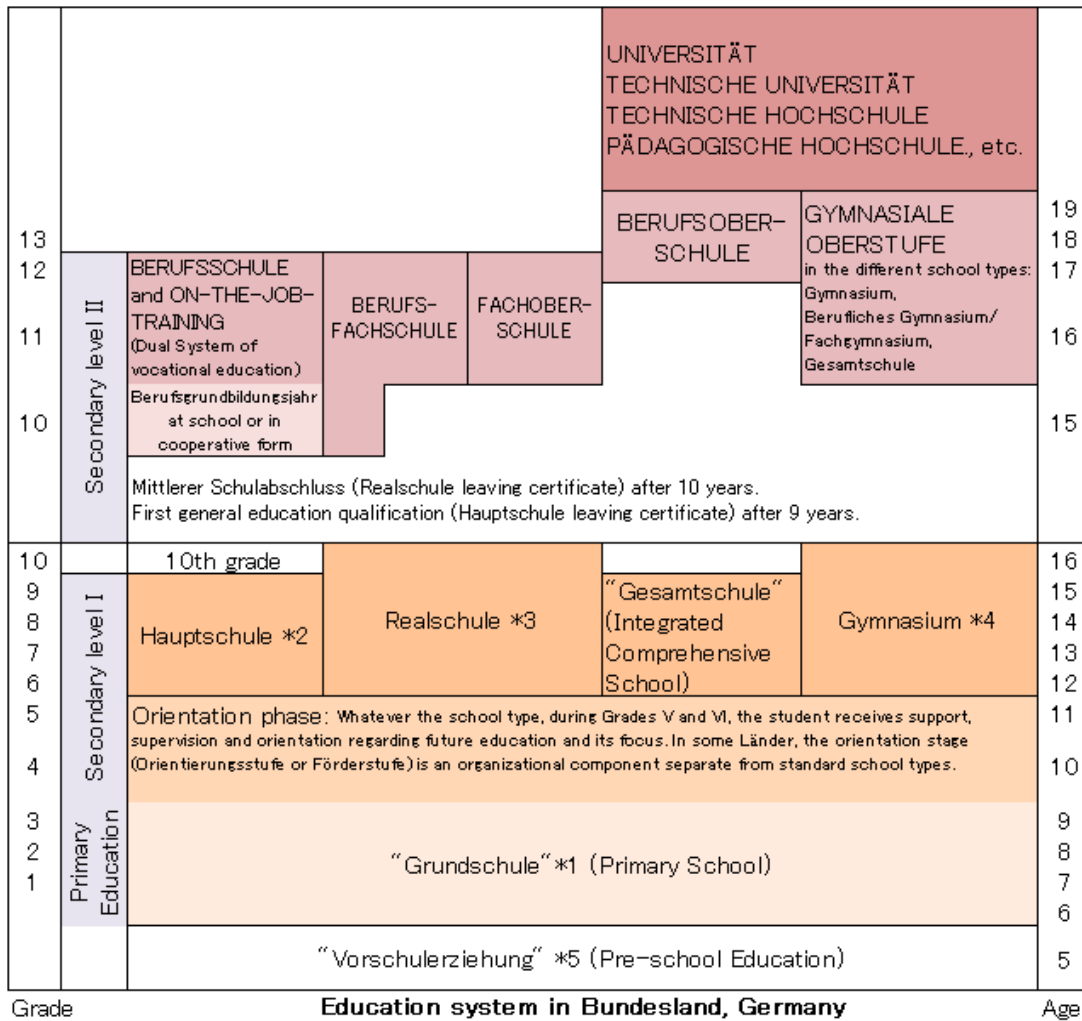 UNIVERSITÄT
TECHNISCHE UNIVERSITÄT
TECHNISCHE HOCHSCHULE
PÄDAGOGISCHE HOCHSCHULE., etc.
13
12
11
10
Secondary level II
BERUFSSCHULE
and ON-THE-JOB-
TRAINING
(Dual System of
vocational education)
Berufsgrundbildungsjahr
at school or in
cooperative form
BERUFS-
FACHSCHULE
FACHOBER-
SCHULE
BERUFSOBER-
SCHULE
GYMNASIALE
OBERSTUFE
in the different school types:
Gymnasium,
Berufliches Gymnasium/
Fachgymnasium,
Gesamtschule
19
18
17
16
15
Mittlerer Schulabschluss (Realschule leaving certificate) after 10 years.
First general education qualification (Hauptschule leaving certificate) after 9 years.
10
9
8
7
6
5
4
3
2
1
Secondary level I
Primary
Education
10th grade
Hauptschule *2
Realschule *3
"Gesamtschule"
(Integrated
Comprehensive
School)
Gymnasium *4
16
15
14
13
12
11
10
9
8
7
6
5
Orientation phase: Whatever the school type, during Grades V and VI, the student receives support,
supervision and orientation regarding future education and its focus. In some Länder, the orientation stage
(Orientierungsstufe or Förderstufe) is an organizational component separate from standard school types.
"Grundschule"*1 (Primary School)
"Vorschulerziehung" *5 (Pre-school Education)
Grade
Education system in Bundesland, Germany
Age